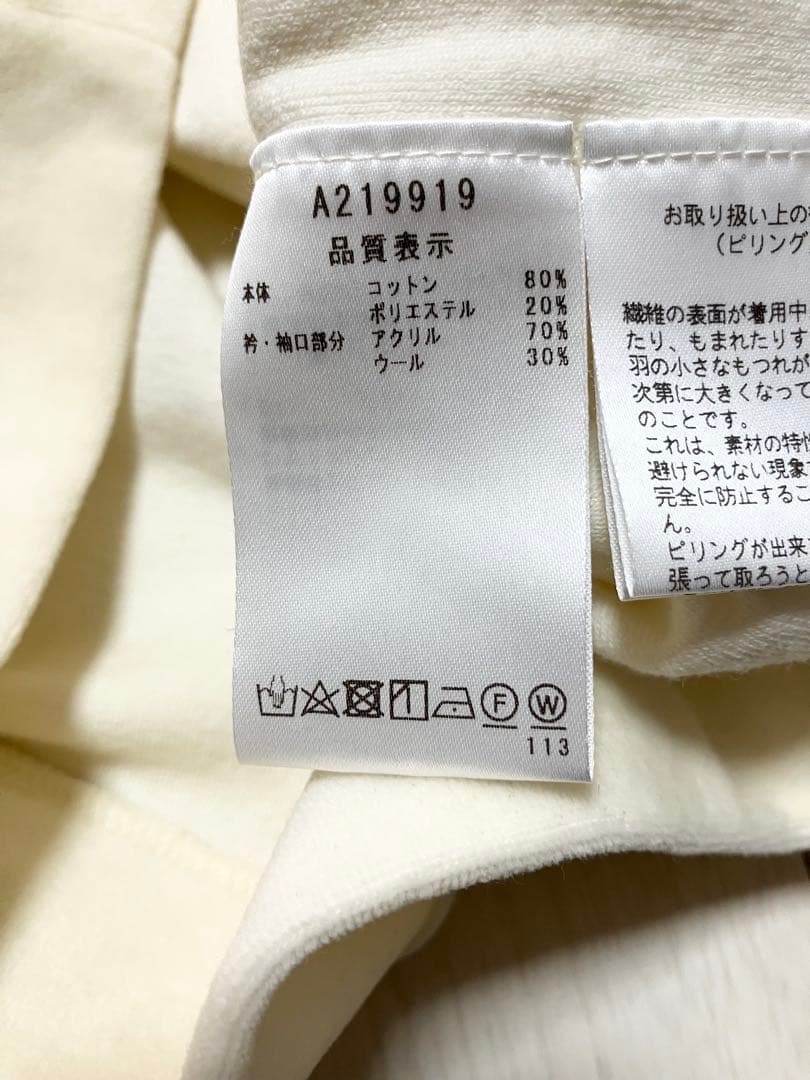 A219919
品質表示
本体 コットン 80%
ポリエステル 20%
衿・袖口部分 アクリル 70%
ウール 30%
F W
113
お取り扱い上の
(ピリング
繊維の表面が着用中
たり、もまれたりす
羽の小さなもつれが
次第に大きくなって
のことです。
これは、素材の特性
避けられない現象
完全に防止するこ
ん。
ピリングが出来
張って取ろうと